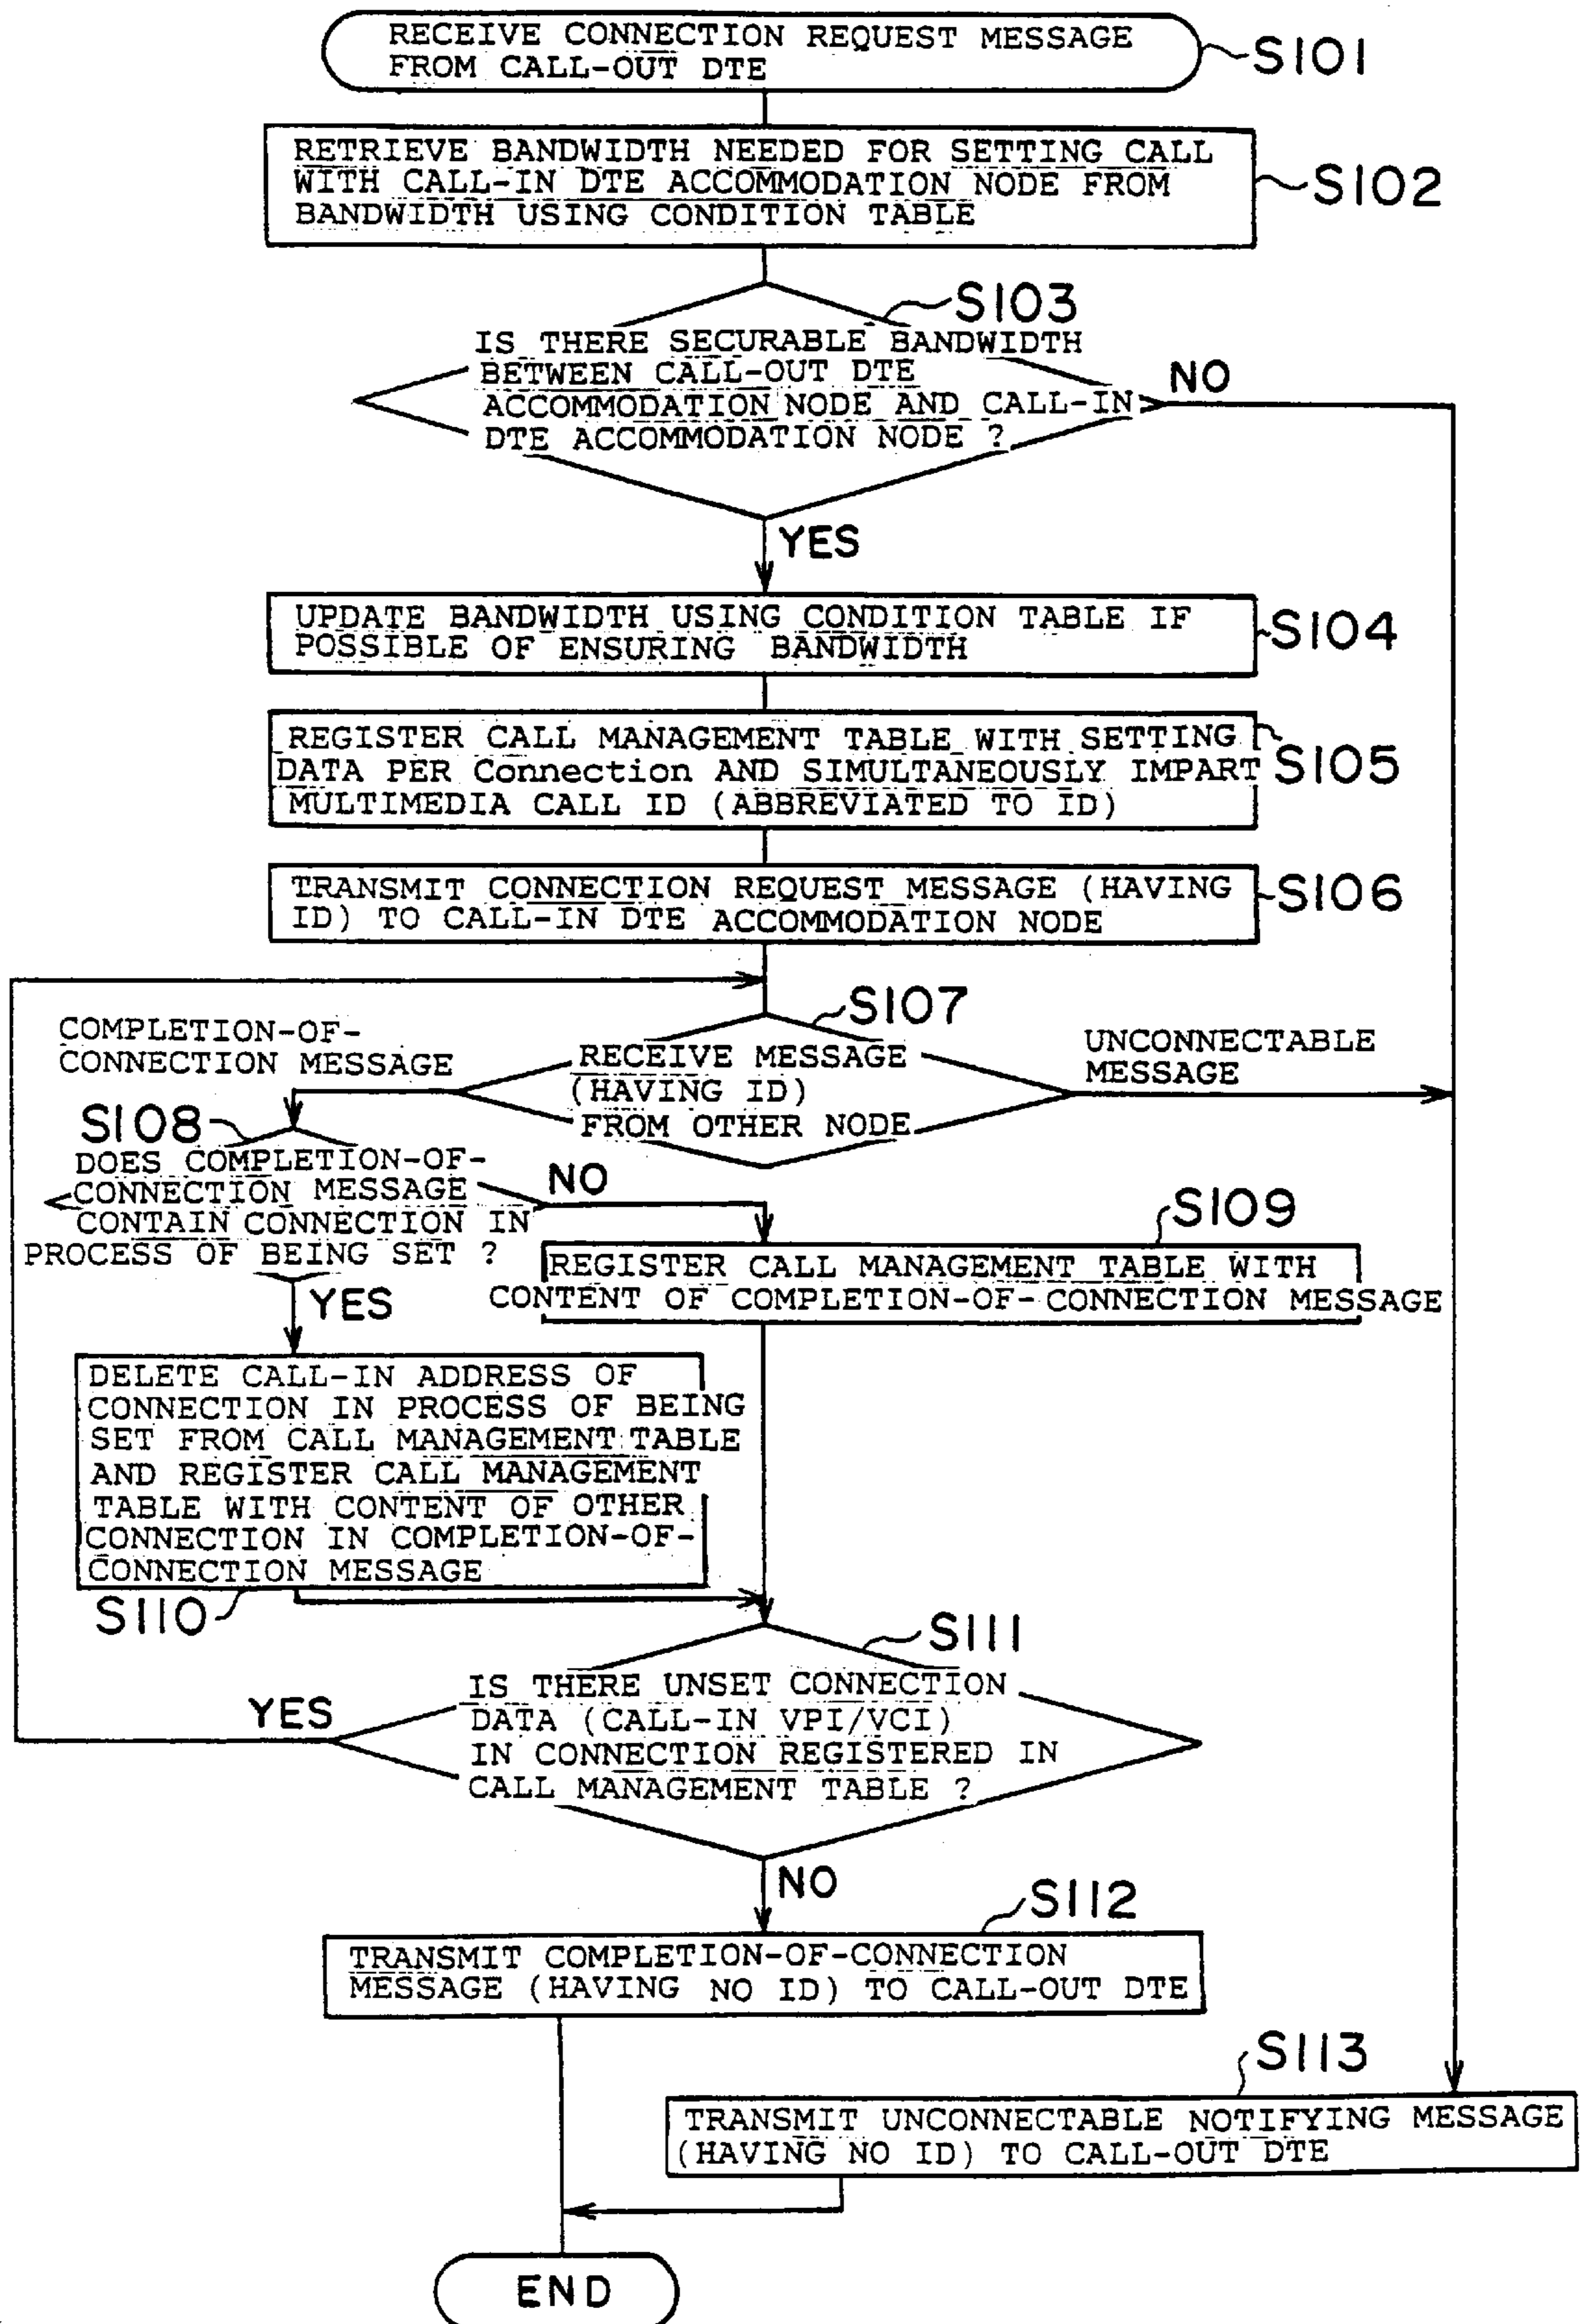 RECEIVE CONNECTION REQUEST MESSAGE
FROM CALL-OUT DTE
S101
RETRIEVE BANDWIDTH NEEDED FOR SETTING CALL
WITH CALL-IN DTE ACCOMMODATION NODE FROM
BANDWIDTH USING CONDITION TABLE
S102
S103
IS THERE SECURABLE BANDWIDTH
BETWEEN CALL-OUT DTE
ACCOMMODATION NODE AND CALL-IN
DTE ACCOMMODATION NODE ?
NO
YES
UPDATE BANDWIDTH USING CONDITION TABLE IF
POSSIBLE OF ENSURING BANDWIDTH
S104
REGISTER CALL MANAGEMENT TABLE WITH SETTING
DATA PER Connection AND SIMULTANEOUSLY IMPART
MULTIMEDIA CALL ID (ABBREVIATED TO ID)
S105
TRANSMIT CONNECTION REQUEST MESSAGE (HAVING
ID) TO CALL-IN DTE ACCOMMODATION NODE
S106
S107
COMPLETION-OF-
CONNECTION MESSAGE
RECEIVE MESSAGE
(HAVING ID)
FROM OTHER NODE
UNCONNECTABLE
MESSAGE
S108
DOES COMPLETION-OF-
CONNECTION MESSAGE
CONTAIN CONNECTION IN
PROCESS OF BEING SET ?
NO
YES
S109
REGISTER CALL MANAGEMENT TABLE WITH
CONTENT OF COMPLETION-OF-CONNECTION MESSAGE
DELETE CALL-IN ADDRESS OF
CONNECTION IN PROCESS OF BEING
SET FROM CALL MANAGEMENT TABLE
AND REGISTER CALL MANAGEMENT
TABLE WITH CONTENT OF OTHER
CONNECTION IN COMPLETION-OF-
CONNECTION MESSAGE
S110
S111
IS THERE UNSET CONNECTION
DATA (CALL-IN VPI/VCI)
IN CONNECTION REGISTERED IN
CALL MANAGEMENT TABLE ?
YES
NO
S112
TRANSMIT COMPLETION-OF-CONNECTION
MESSAGE (HAVING NO ID) TO CALL-OUT DTE
S113
TRANSMIT UNCONNECTABLE NOTIFYING MESSAGE
(HAVING NO ID) TO CALL-OUT DTE
END